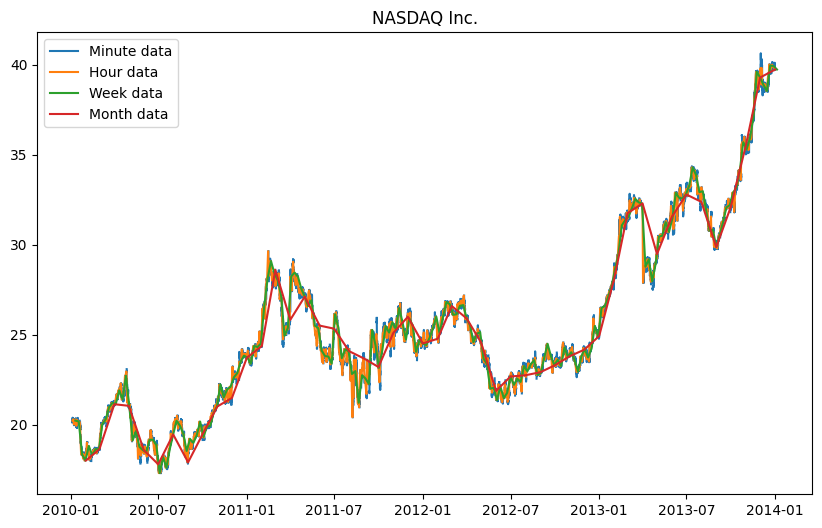 NASDAQ Inc.
Minute data
Hour data
Week data
Month data
40
35
30
25
20
2010-01 2010-07 2011-01 2011-07 2012-01 2012-07 2013-01 2013-07 2014-01